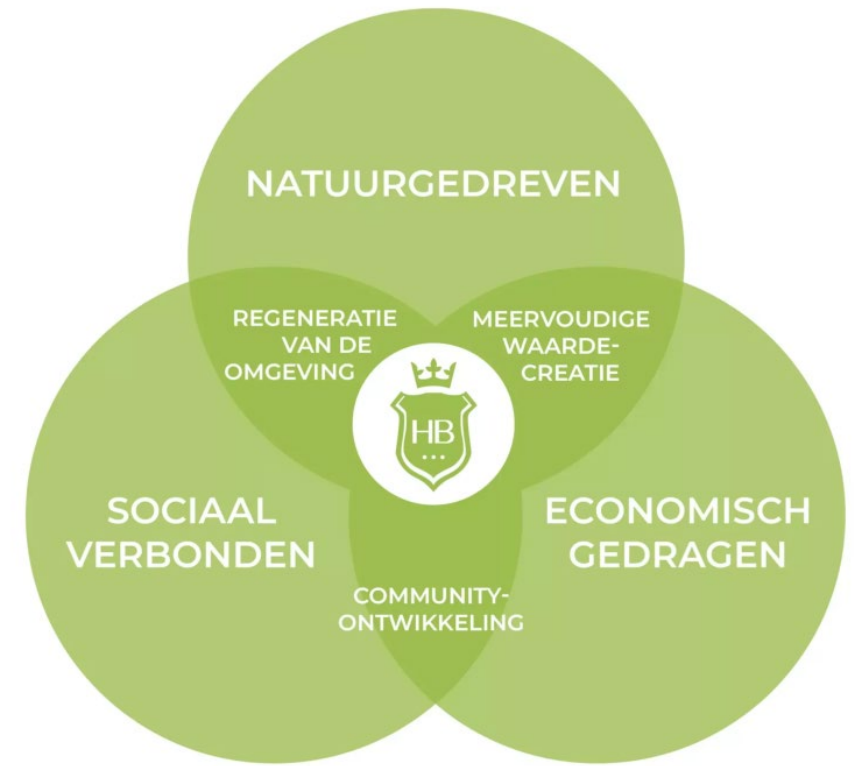 NATUURGEDREVEN
REGENERATIE
VAN DE
OMGEVING
MEERVOUDIGE
WAARDE-
CREATIE
HB
SOCIAAL
VERBONDEN
ECONOMISCH
GEDRAGEN
COMMUNITY-
ONTWIKKELING